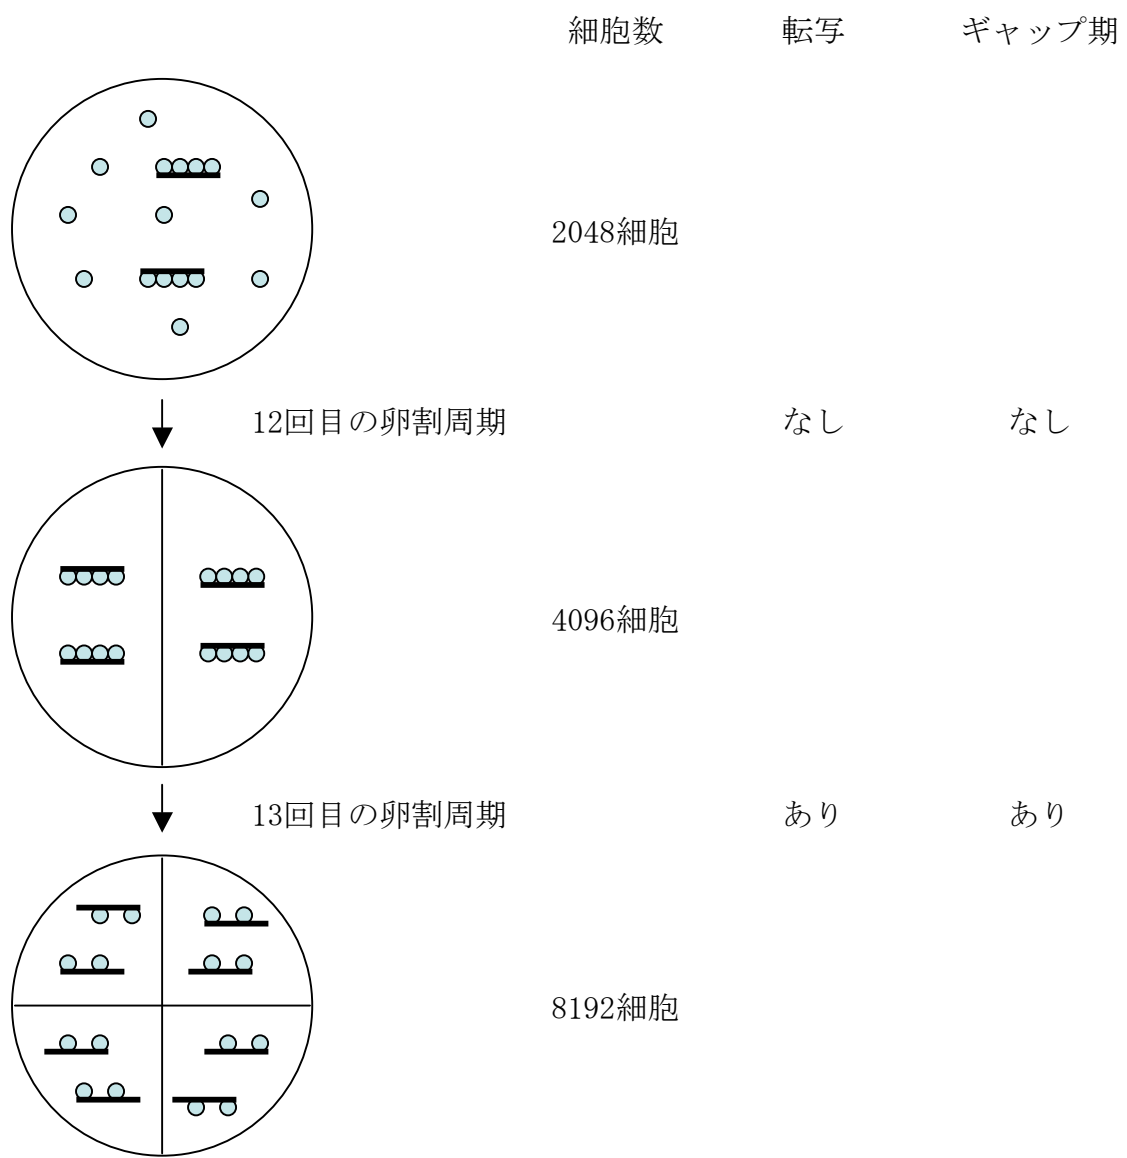 細胞数 転写 ギャップ期
2048細胞
12回目の卵割周期 なし なし
4096細胞
13回目の卵割周期 あり あり
8192細胞